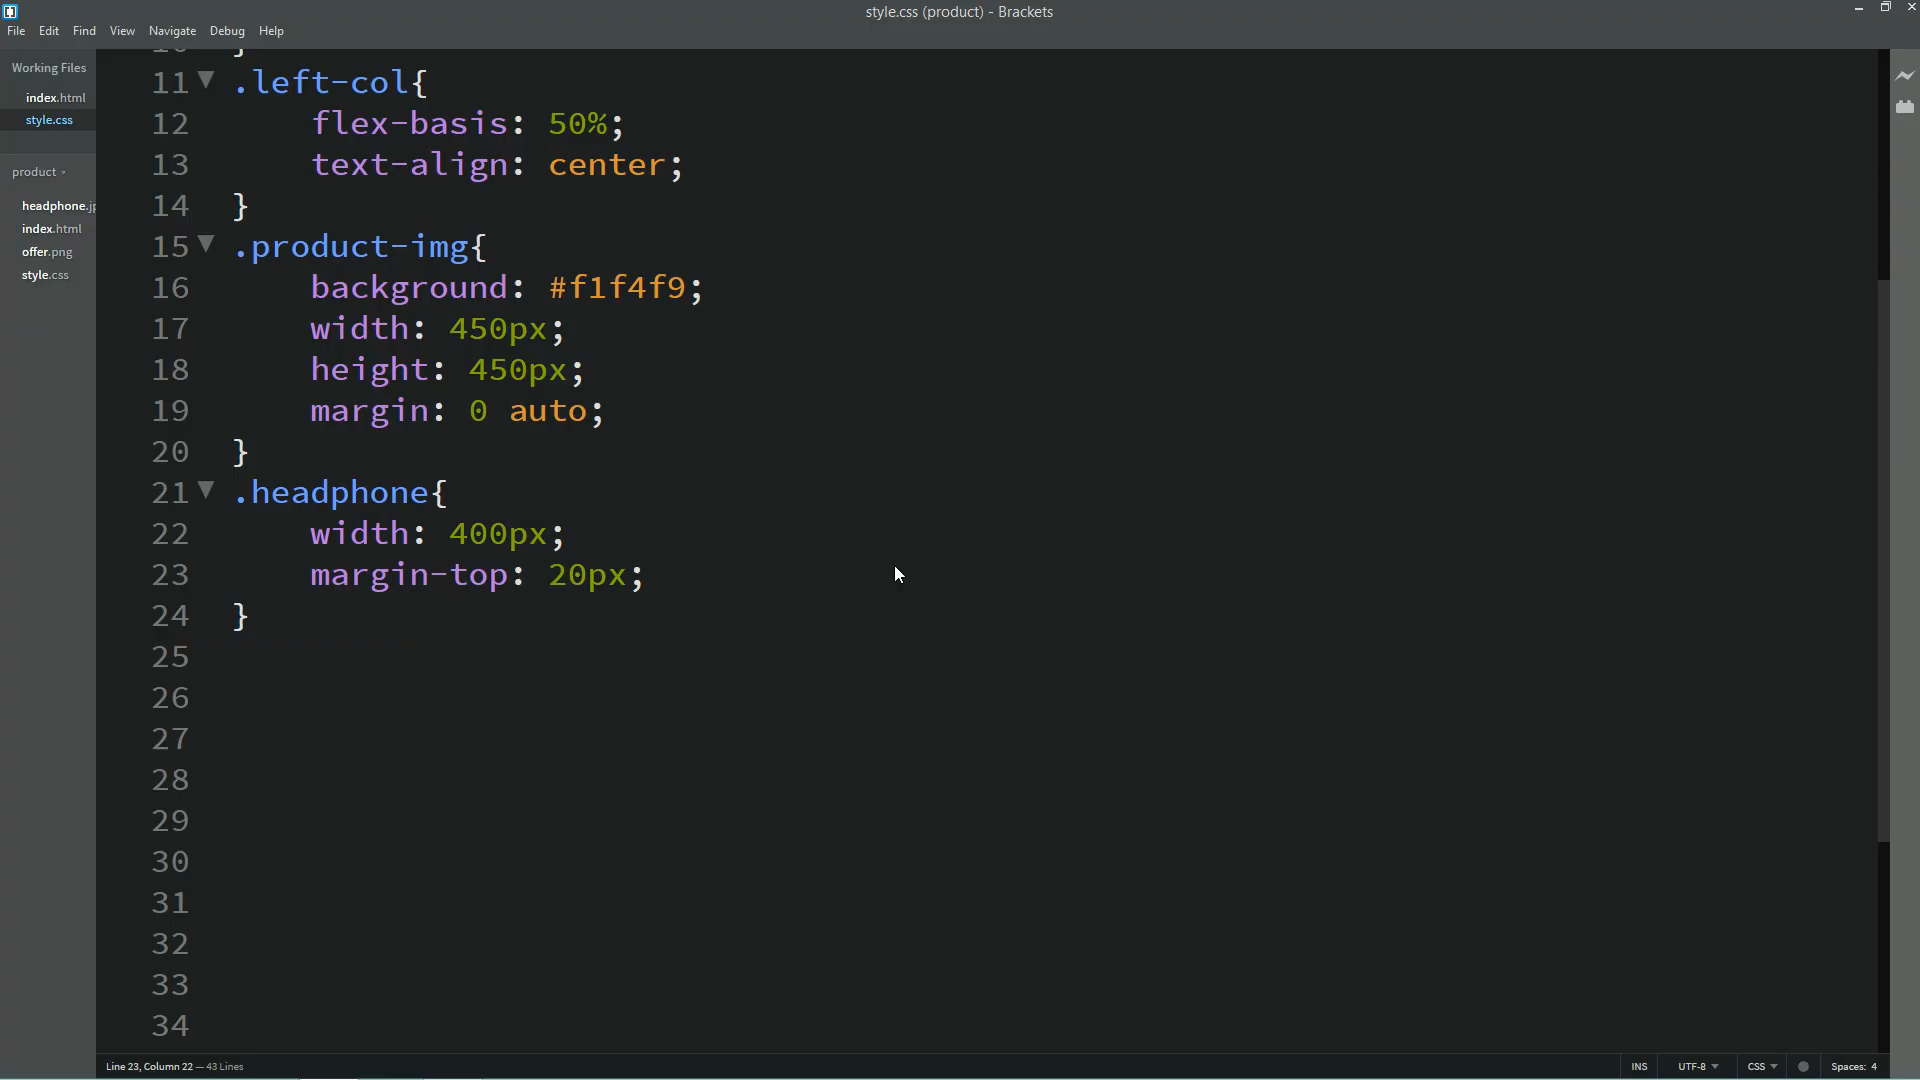 style.css (product) - Brackets
File Edit Find View Navigate Debug Help
Working Files
index.html
style.css
product
headphone.j
index.html
offer.png
style.css
11 .left-col{
12 flex-basis: 50%;
13 text-align: center;
14 }
15 .product-img{
16 background: #f1f4f9;
17 width: 450px;
18 height: 450px;
19 margin: 0 auto;
20 }
21 .headphone{
22 width: 400px;
23 margin-top: 20px;
24 }
25
26
27
28
29
30
31
32
33
34
Line 23, Column 22 — 43 Lines
INS UTF-8 CSS Spaces: 4